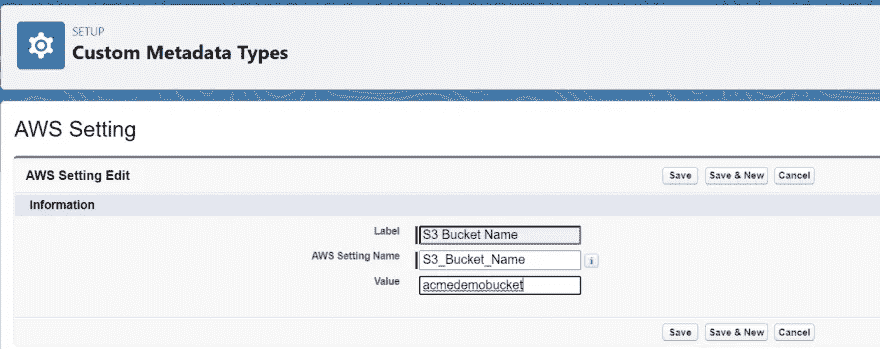 SETUP
Custom Metadata Types
AWS Setting
AWS Setting Edit
Save Save & New Cancel
Information
Label S3 Bucket Name
AWS Setting Name S3_Bucket_Name i
Value acmedemobucket
Save Save & New Cancel